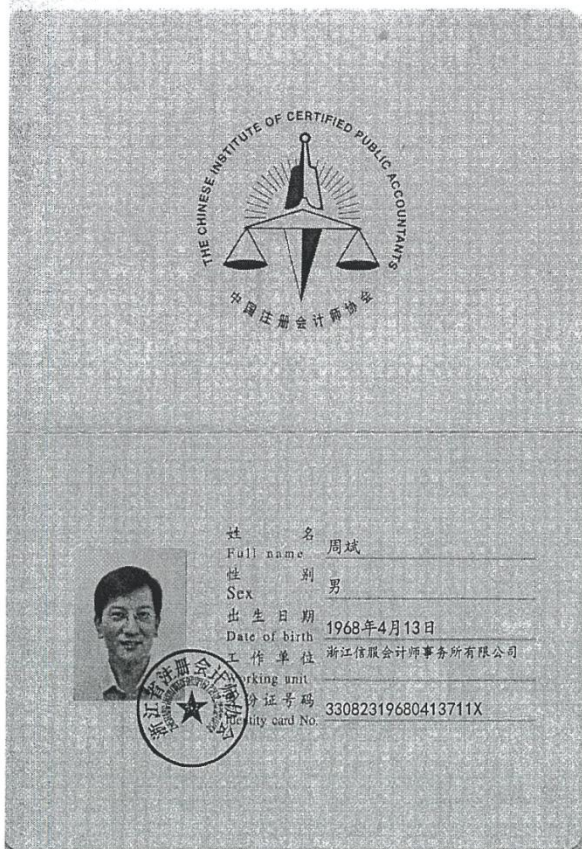 THE CHINESE INSTITUTE OF CERTIFIED PUBLIC ACCOUNTANTS
中国注册会计师协会
姓 名 周斌
Full name
性 别 男
Sex
出生日期 1968年4月13日
Date of birth
工作单位 浙江信服会计师事务所有限公司
orking unit
份证号码 33082319680413711X
Identity card No.
浙江省注册会计师协会